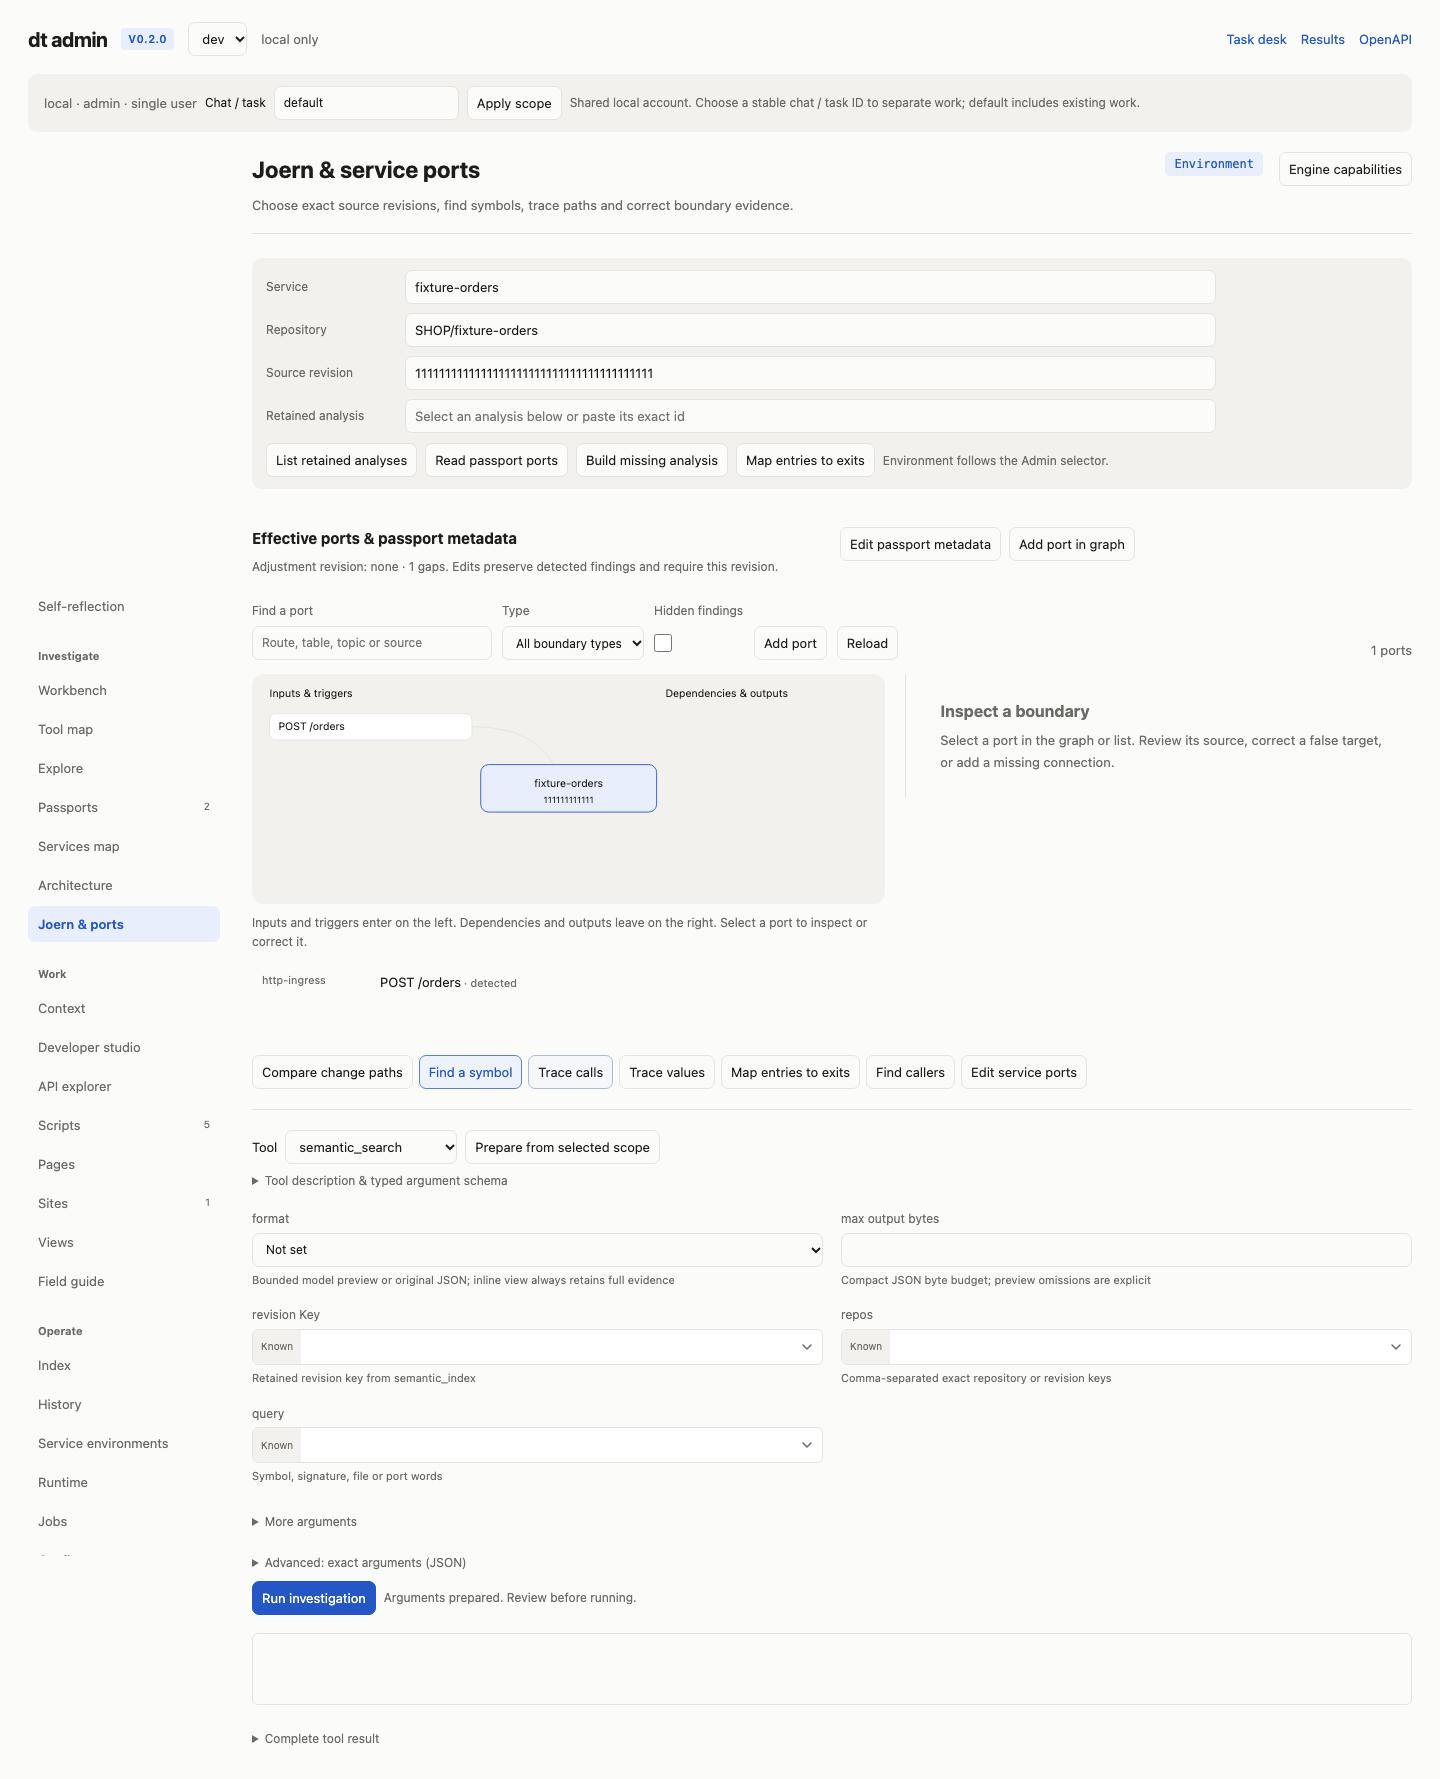 dt admin V0.2.0 dev local only Task desk Results OpenAPI
local · admin · single user Chat / task default Apply scope Shared local account. Choose a stable chat / task ID to separate work; default includes existing work.
Joern & service ports Environment Engine capabilities
Choose exact source revisions, find symbols, trace paths and correct boundary evidence.
Service fixture-orders
Repository SHOP/fixture-orders
Source revision
Retained analysis Select an analysis below or paste its exact id
List retained analyses Read passport ports Build missing analysis Map entries to exits Environment follows the Admin selector.
Effective ports & passport metadata Edit passport metadata Add port in graph
Adjustment revision: none · 1 gaps. Edits preserve detected findings and require this revision.
Find a port Type Hidden findings
Route, table, topic or source All boundary types Add port Reload 1 ports
Inputs & triggers Dependencies & outputs
POST /orders
fixture-orders
111111111111
Inspect a boundary
Select a port in the graph or list. Review its source, correct a false target,
or add a missing connection.
Inputs and triggers enter on the left. Dependencies and outputs leave on the right. Select a port to inspect or
correct it.
http-ingress POST /orders · detected
Compare change paths Find a symbol Trace calls Trace values Map entries to exits Find callers Edit service ports
Tool semantic_search Prepare from selected scope
▶ Tool description & typed argument schema
format max output bytes
Not set
Bounded model preview or original JSON; inline view always retains full evidence Compact JSON byte budget; preview omissions are explicit
revision Key repos
Known Known
Retained revision key from semantic_index Comma-separated exact repository or revision keys
query
Known
Symbol, signature, file or port words
▶ More arguments
▶ Advanced: exact arguments (JSON)
Run investigation Arguments prepared. Review before running.
▶ Complete tool result
Self-reflection
Investigate
Workbench
Tool map
Explore
Passports 2
Services map
Architecture
Joern & ports
Work
Context
Developer studio
API explorer
Scripts 5
Pages
Sites 1
Views
Field guide
Operate
Index
History
Service environments
Runtime
Jobs